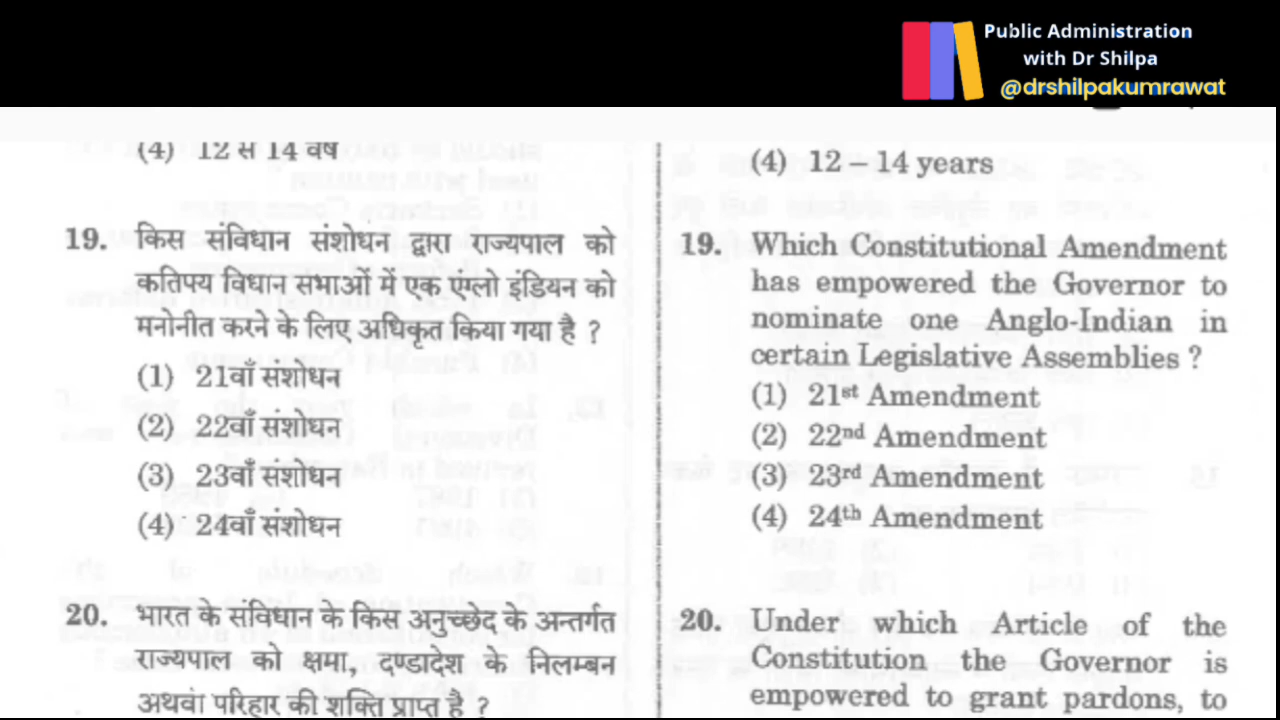 Public Administration
with Dr Shilpa
@drshilpakumrawat
(4) 12 से 14 वर्ष
19. किस संविधान संशोधन द्वारा राज्यपाल को
कतिपय विधान सभाओं में एक एंग्लो इंडियन को
मनोनीत करने के लिए अधिकृत किया गया है ?
(1) 21वाँ संशोधन
(2) 22वाँ संशोधन
(3) 23वाँ संशोधन
(4) 24वाँ संशोधन
20. भारत के संविधान के किस अनुच्छेद के अन्तर्गत
राज्यपाल को क्षमा, दण्डादेश के निलम्बन
अथवा परिहार की शक्ति प्राप्त है ?
(4) 12 – 14 years
19. Which Constitutional Amendment
has empowered the Governor to
nominate one Anglo-Indian in
certain Legislative Assemblies ?
(1) 21st Amendment
(2) 22nd Amendment
(3) 23rd Amendment
(4) 24th Amendment
20. Under which Article of the
Constitution the Governor is
empowered to grant pardons, to